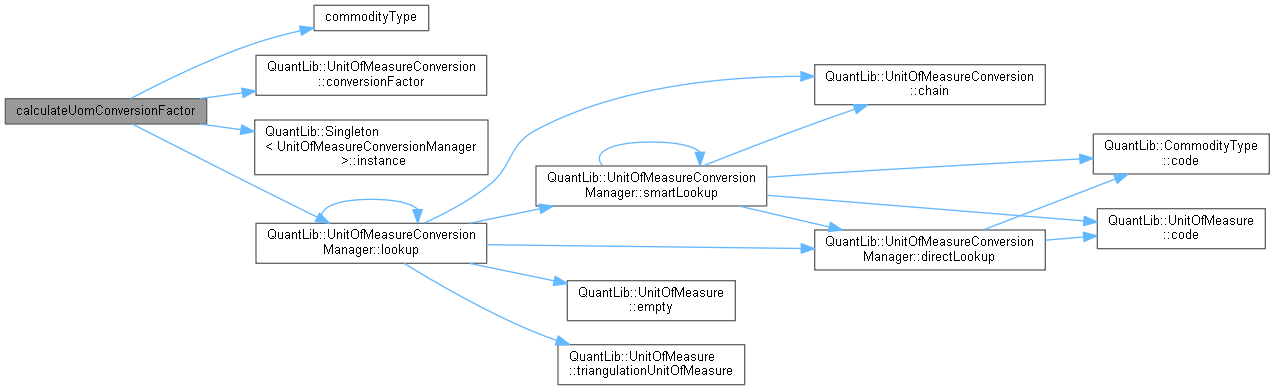 commodityType
QuantLib::UnitOfMeasureConversion
::conversionFactor
calculateUomConversionFactor
QuantLib::Singleton
< UnitOfMeasureConversionManager
>::instance
QuantLib::UnitOfMeasureConversion
Manager::lookup
QuantLib::UnitOfMeasureConversion
Manager::smartLookup
QuantLib::UnitOfMeasureConversion
::chain
QuantLib::CommodityType
::code
QuantLib::UnitOfMeasure
::code
QuantLib::UnitOfMeasureConversion
Manager::directLookup
QuantLib::UnitOfMeasure
::empty
QuantLib::UnitOfMeasure
::triangulationUnitOfMeasure